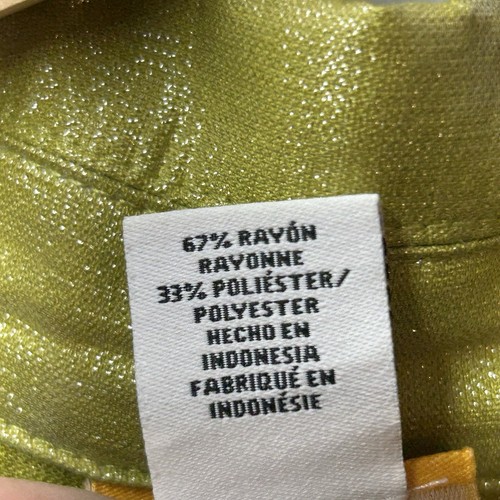 67% RAYÓN
RAYONNE
33% POLIÉSTER/
POLYESTER
HECHO EN
INDONESIA
FABRIQUÉ EN
INDONÉSIE